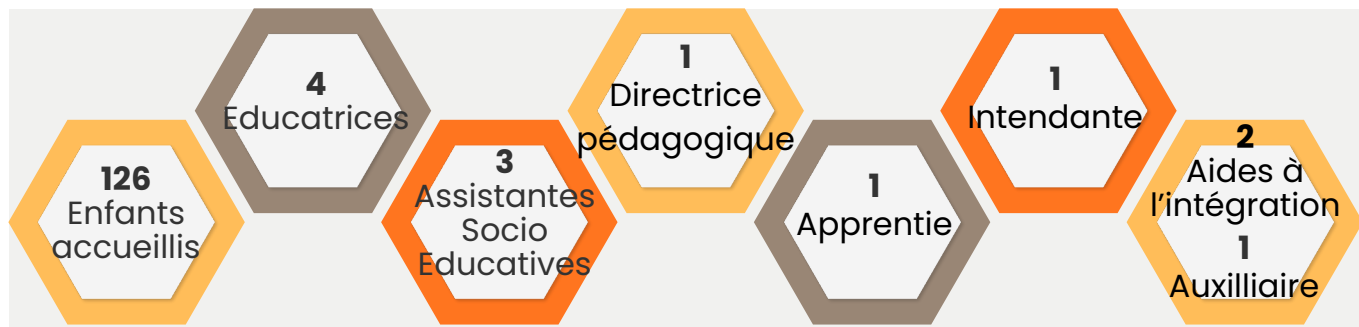 126
Enfants
accueillis
4
Educatrices
3
Assistantes
Socio
Educatives
1
Directrice
pédagogique
1
Apprentie
1
Intendante
2
Aides à
l'intégration
1
Auxilliaire